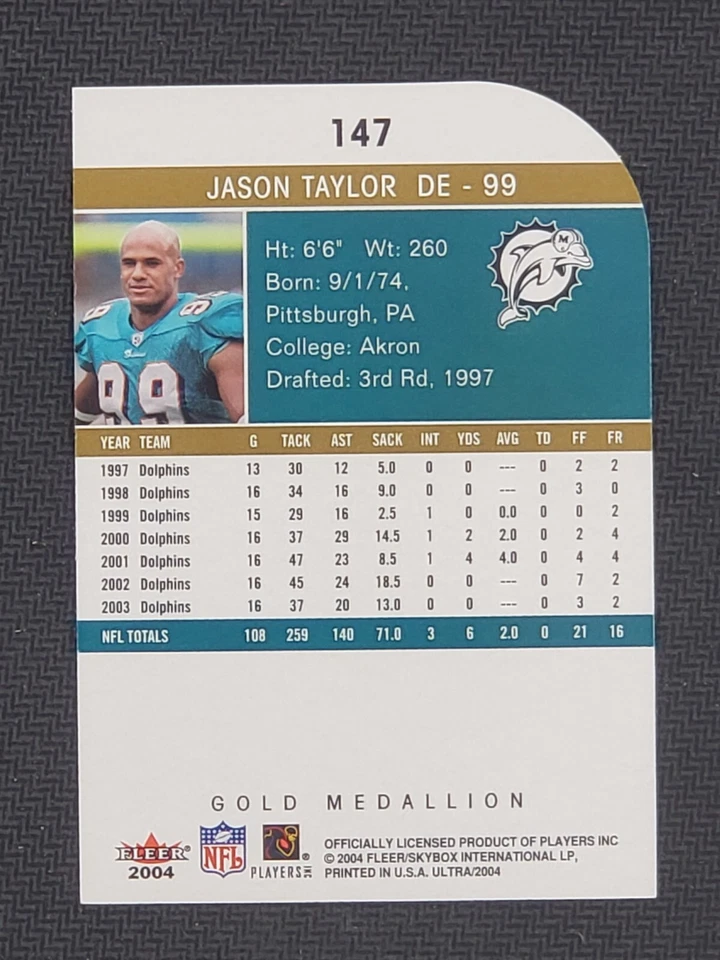 147
JASON TAYLOR DE - 99
Ht: 6'6" Wt: 260
Born: 9/1/74,
Pittsburgh, PA
College: Akron
Drafted: 3rd Rd, 1997
M
99
99
YEAR TEAM G TACK AST SACK INT YDS AVG TD FF FR
1997 Dolphins 13 30 12 5.0 0 0 --- 0 2 2
1998 Dolphins 16 34 16 9.0 0 0 --- 0 3 0
1999 Dolphins 15 29 16 2.5 1 0 0.0 0 0 2
2000 Dolphins 16 37 29 14.5 1 2 2.0 0 2 4
2001 Dolphins 16 47 23 8.5 1 4 4.0 0 4 4
2002 Dolphins 16 45 24 18.5 0 0 --- 0 7 2
2003 Dolphins 16 37 20 13.0 0 0 --- 0 3 2
NFL TOTALS 108 259 140 71.0 3 6 2.0 0 21 16
GOLD MEDALLION
FLEER
2004
NFL
PLAYERS INC ®
OFFICIALLY LICENSED PRODUCT OF PLAYERS INC
© 2004 FLEER/SKYBOX INTERNATIONAL LP,
PRINTED IN U.S.A. ULTRA/2004